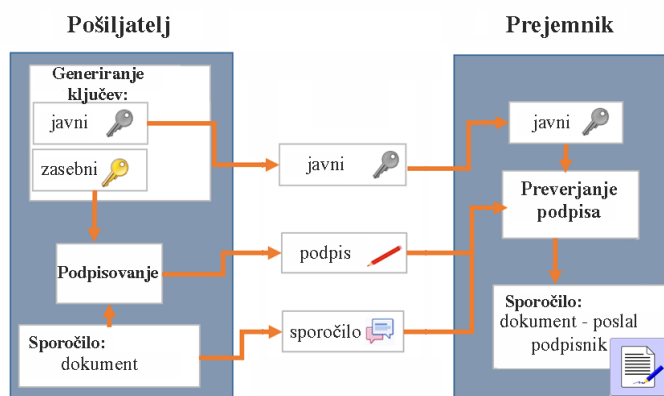 Pošiljatelj
Generiranje
ključev:
javni
zasebni
Podpisovanje
Sporočilo:
dokument
javni
podpis
sporočilo
Prejemnik
javni
Preverjanje
podpisa
Sporočilo:
dokument - poslal
podpisnik